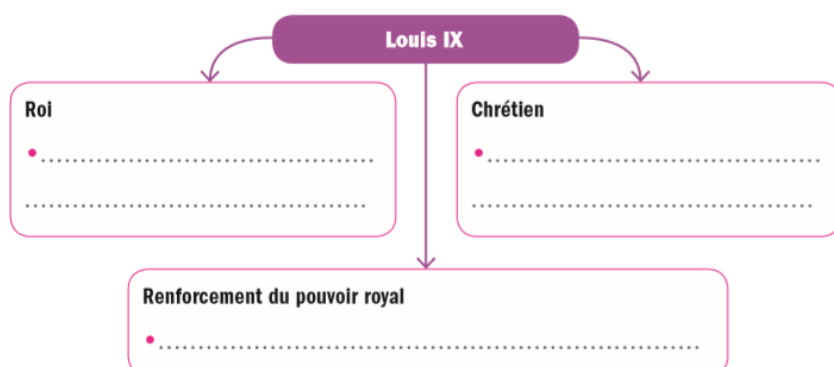 Louis IX
Roi
•
Chrétien
•
Renforcement du pouvoir royal
•